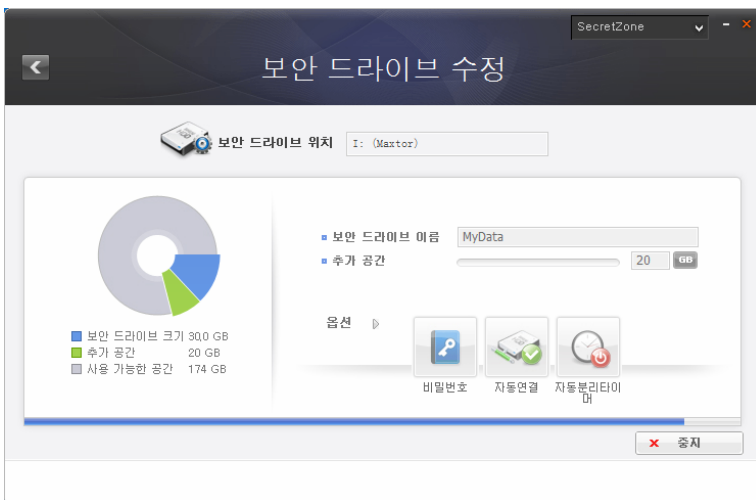 SecretZone
보안 드라이브 수정
보안 드라이브 위치 I: (Maxtor)
보안 드라이브 이름 MyData
추가 공간 20 GB
옵션
보안 드라이브 크기 30.0 GB
추가 공간 20 GB
사용 가능한 공간 174 GB
비밀번호 자동연결 자동분리타이
머
중지